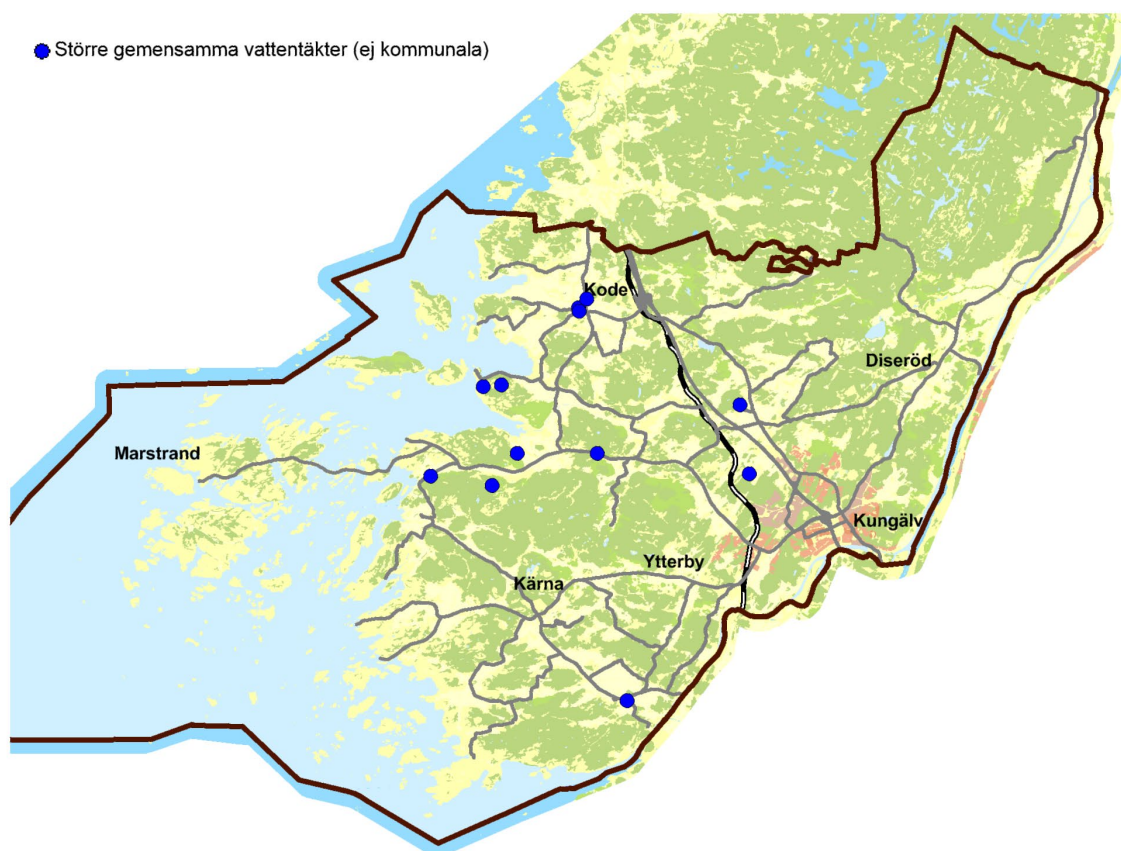 Större gemensamma vattentäkter (ej kommunala)
Kode
Diseröd
Marstrand
Kungälv
Ytterby
Kärna